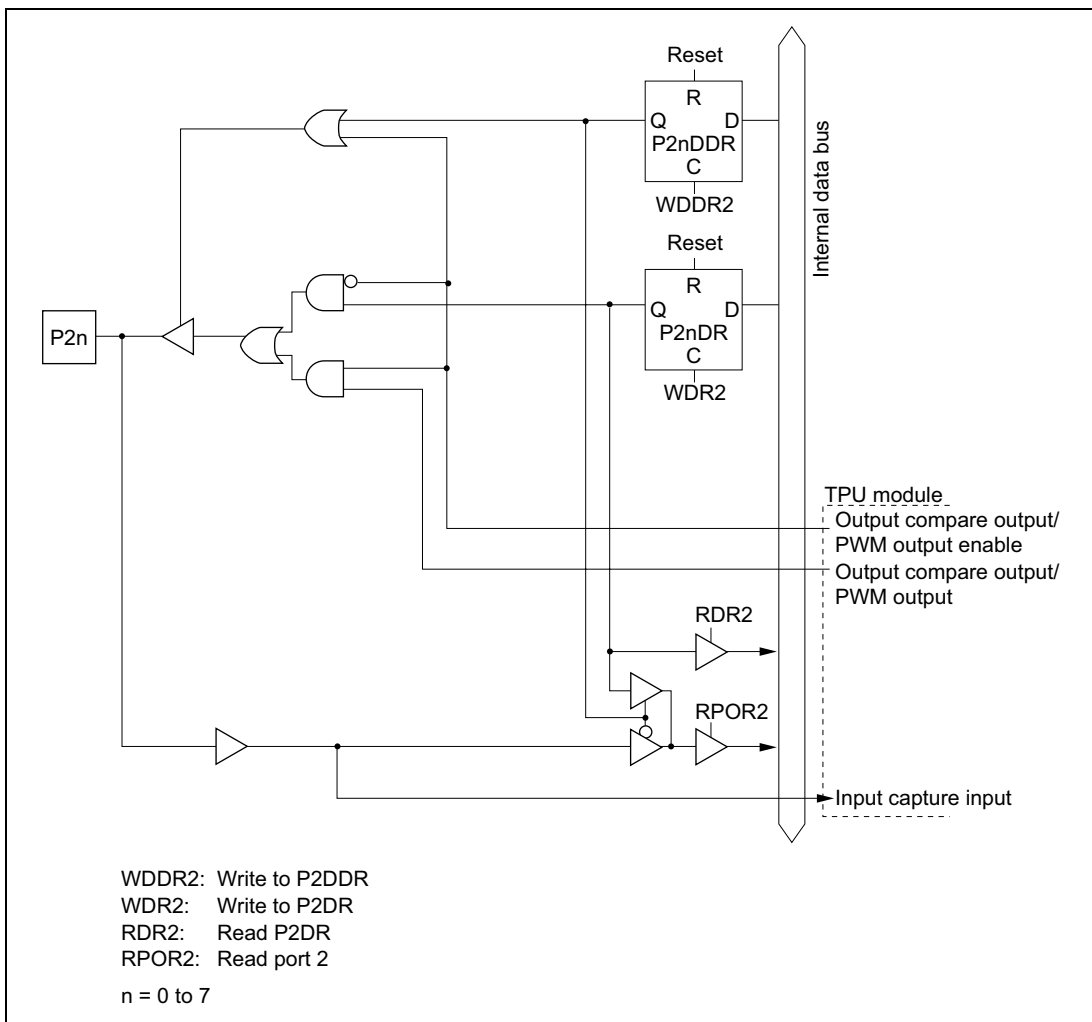 Reset
R
Q D
P2nDDR
C
WDDR2
Internal data bus
Reset
R
Q D
P2nDR
C
WDR2
P2n
TPU module
Output compare output/
PWM output enable
Output compare output/
PWM output
RDR2
RPOR2
Input capture input
WDDR2: Write to P2DDR
WDR2: Write to P2DR
RDR2: Read P2DR
RPOR2: Read port 2
n = 0 to 7